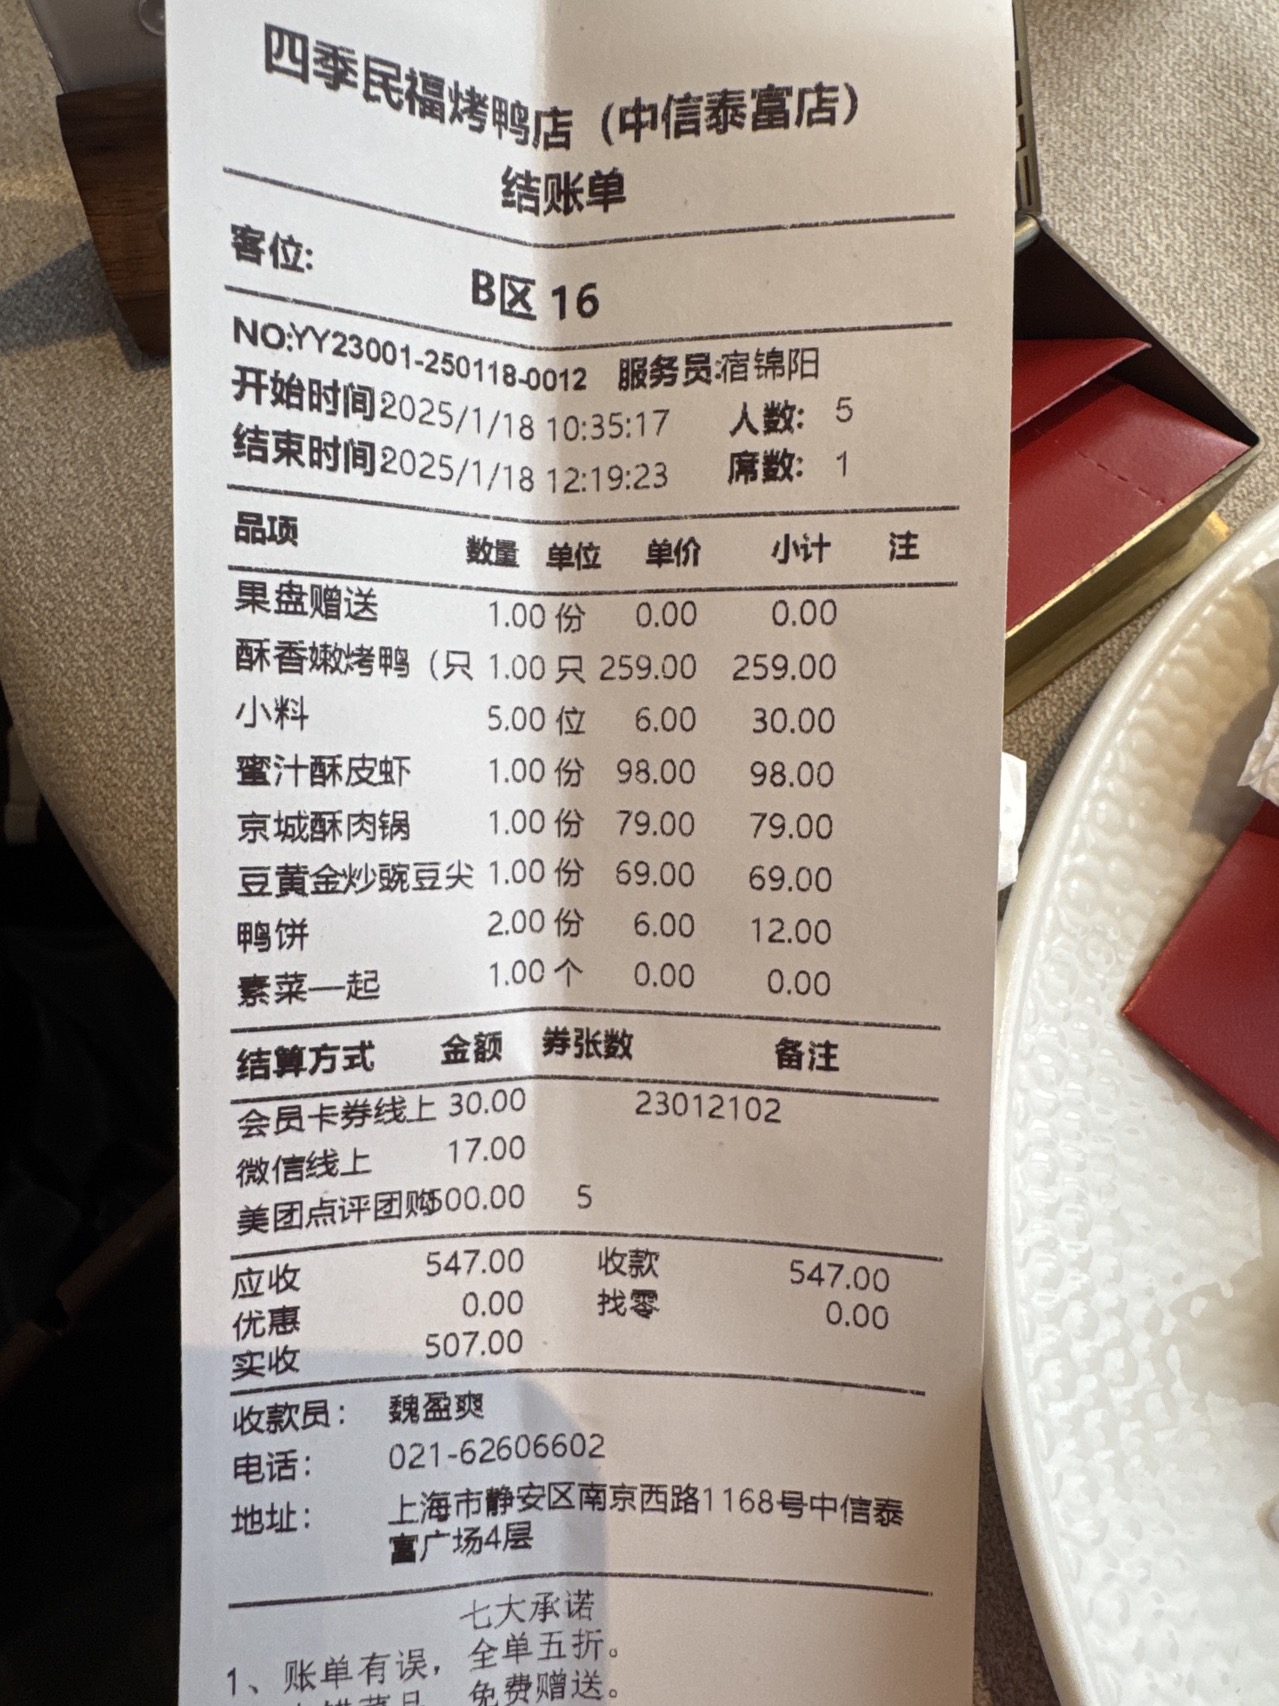 四季民福烤鸭店（中信泰富店）
结账单
客位: B区 16
NO:YY23001-250118-0012 服务员:宿锦阳
开始时间2025/1/18 10:35:17 人数: 5
结束时间2025/1/18 12:19:23 席数: 1
品项 数量 单位 单价 小计 注
果盘赠送 1.00 份 0.00 0.00
酥香嫩烤鸭（只 1.00 只 259.00 259.00
小料 5.00 位 6.00 30.00
蜜汁酥皮虾 1.00 份 98.00 98.00
京城酥肉锅 1.00 份 79.00 79.00
豆黄金炒豌豆尖 1.00 份 69.00 69.00
鸭饼 2.00 份 6.00 12.00
素菜一起 1.00 个 0.00 0.00
结算方式 金额 券张数 备注
会员卡券线上 30.00 23012102
微信线上 17.00
美团点评团购500.00 5
应收 547.00 收款 547.00
优惠 0.00 找零 0.00
实收 507.00
收款员: 魏盈爽
电话: 021-62606602
地址: 上海市静安区南京西路1168号中信泰
富广场4层
七大承诺
1、账单有误，全单五折。
免费赠送。